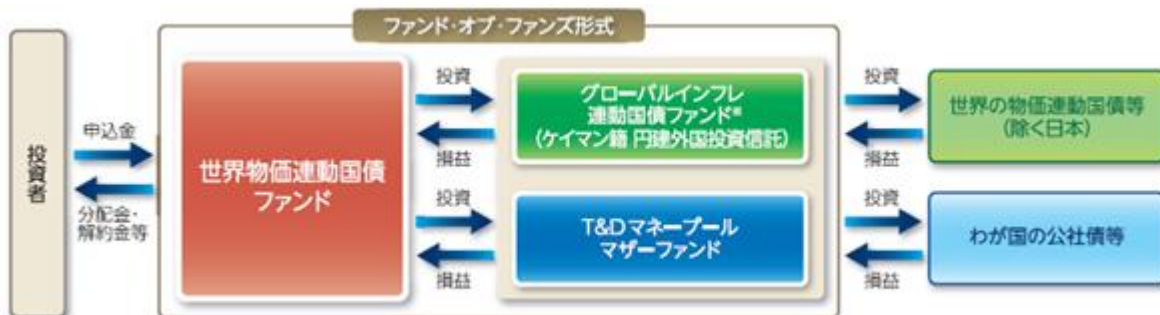 ファンド・オブ・ファンズ形式
投資者
申込金
分配金・
解約金等
世界物価連動国債
ファンド
投資
損益
投資
損益
グローバルインフレ
連動国債ファンド※
(ケイマン籍 円建外国投資信託)
T&Dマネープール
マザーファンド
投資
損益
投資
損益
世界の物価連動国債等
(除く日本)
わが国の公社債等